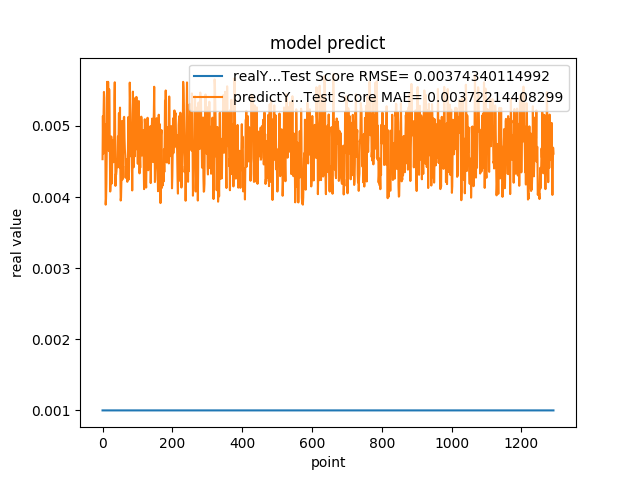 model predict
realY...Test Score RMSE= 0.00374340114992
predictY...Test Score MAE= 0.00372214408299
0.005
0.004
0.003
0.002
0.001
real value
0 200 400 600 800 1000 1200
point